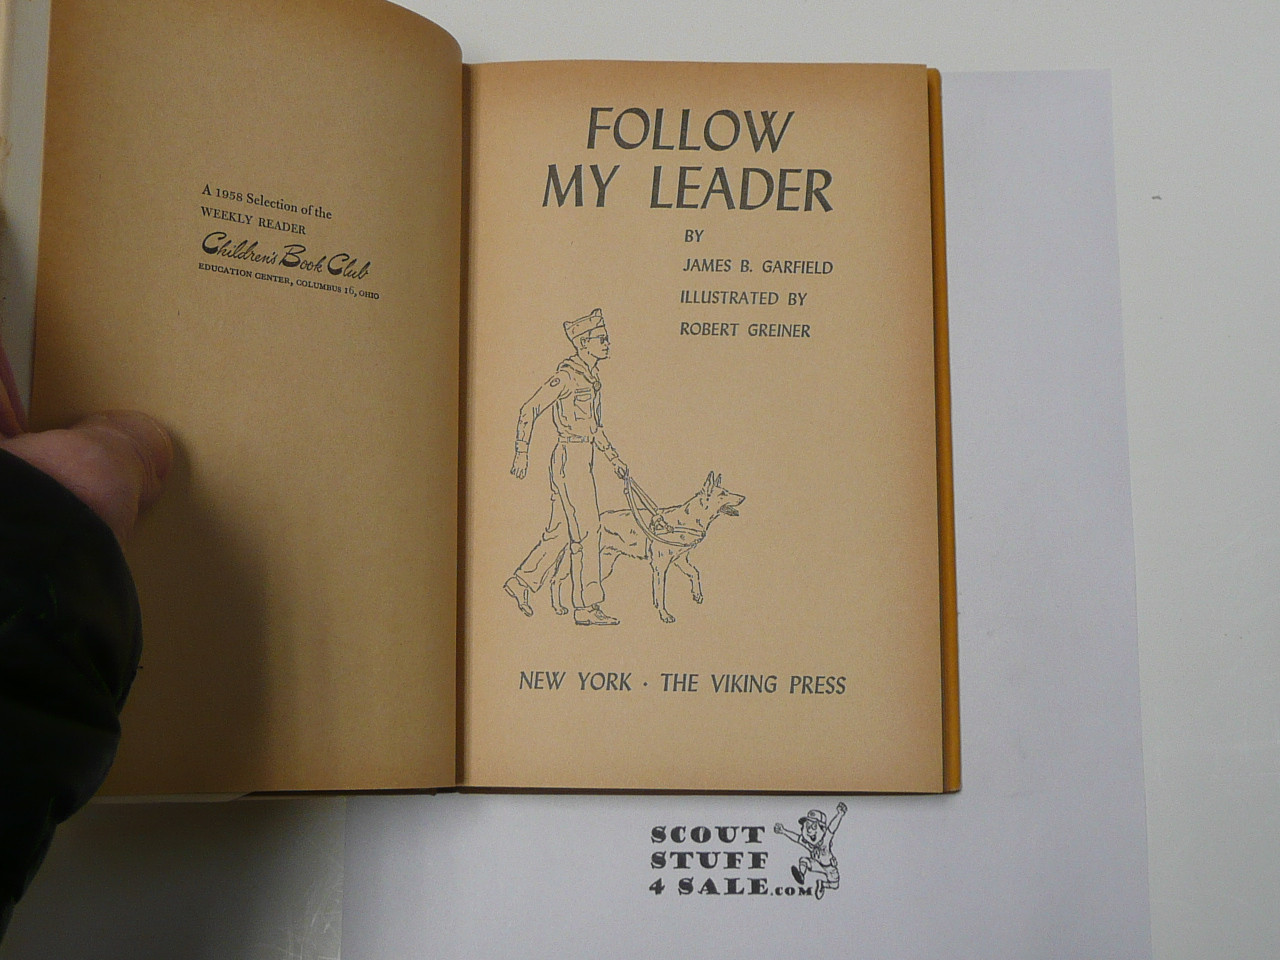 A 1958 Selection of the
WEEKLY READER
Children's Book Club
EDUCATION CENTER, COLUMBUS 16, OHIO
FOLLOW
MY LEADER
BY
JAMES B. GARFIELD
ILLUSTRATED BY
ROBERT GREINER
NEW YORK · THE VIKING PRESS
SCOUT
STUFF
4 SALE.COM